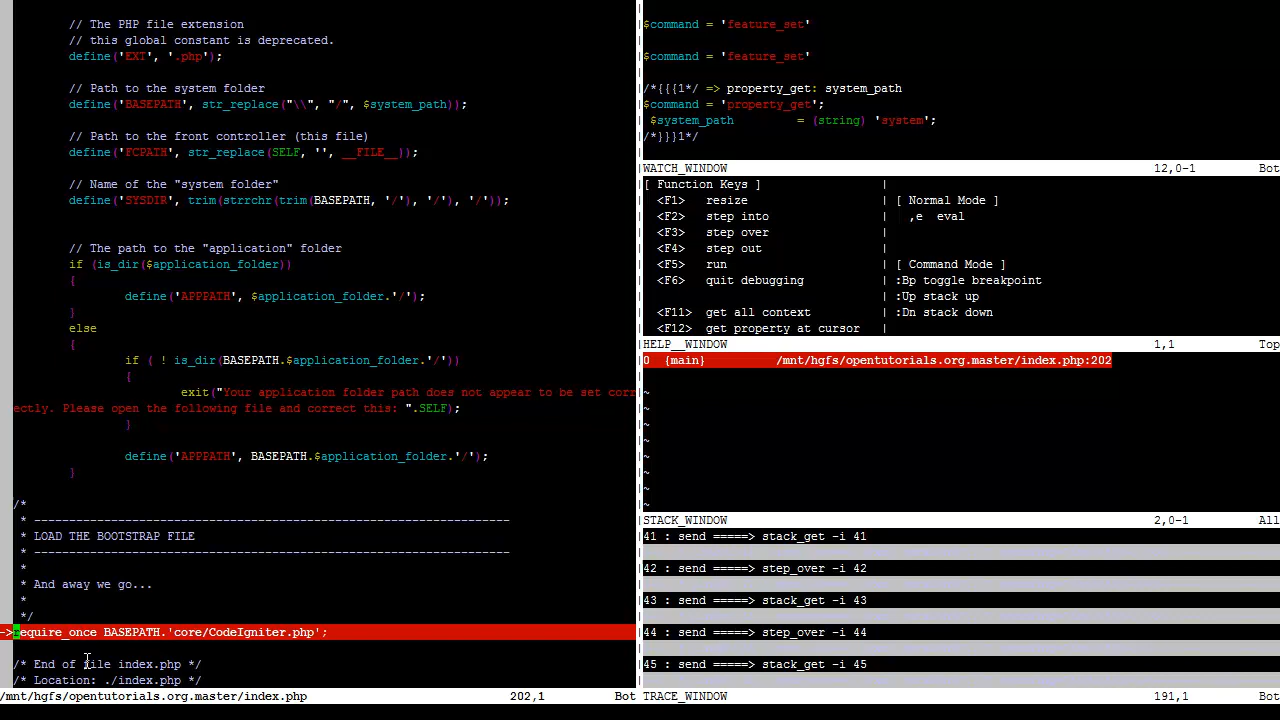 // The PHP file extension
// this global constant is deprecated.
define('EXT', '.php');
// Path to the system folder
define('BASEPATH', str_replace("\\", "/", $system_path));
// Path to the front controller (this file)
define('FCPATH', str_replace(SELF, '', __FILE__));
// Name of the "system folder"
define('SYSDIR', trim(strrchr(trim(BASEPATH, '/'), '/'), '/'));
// The path to the "application" folder
if (is_dir($application_folder))
{
define('APPPATH', $application_folder.'/');
}
else
{
if ( ! is_dir(BASEPATH.$application_folder.'/'))
{
exit("Your application folder path does not appear to be set corr
ectly. Please open the following file and correct this: ".SELF);
}
define('APPPATH', BASEPATH.$application_folder.'/');
}
/*
* --------------------------------------------------------------------
* LOAD THE BOOTSTRAP FILE
* --------------------------------------------------------------------
*
* And away we go...
*
*/
->require_once BASEPATH.'core/CodeIgniter.php';
/* End of file index.php */
/* Location: ./index.php */
/mnt/hgfs/opentutorials.org.master/index.php 202,1 Bot
$command = 'feature_set'
$command = 'feature_set'
/*{{{1*/ => property_get: system_path
$command = 'property_get';
$system_path = (string) 'system';
/*}}}1*/
WATCH_WINDOW 12,0-1 Bot
[ Function Keys ] |
<F1> resize | [ Normal Mode ]
<F2> step into | ,e eval
<F3> step over |
<F4> step out |
<F5> run | [ Command Mode ]
<F6> quit debugging | :Bp toggle breakpoint
| :Up stack up
<F11> get all context | :Dn stack down
<F12> get property at cursor |
HELP__WINDOW 1,1 Top
0 {main} /mnt/hgfs/opentutorials.org.master/index.php:202
~
~
~
~
~
~
~
~
STACK_WINDOW 2,0-1 All
41 : send =====> stack_get -i 41
42 : send =====> step_over -i 42
43 : send =====> stack_get -i 43
44 : send =====> step_over -i 44
45 : send =====> stack_get -i 45
TRACE_WINDOW 191,1 Bot